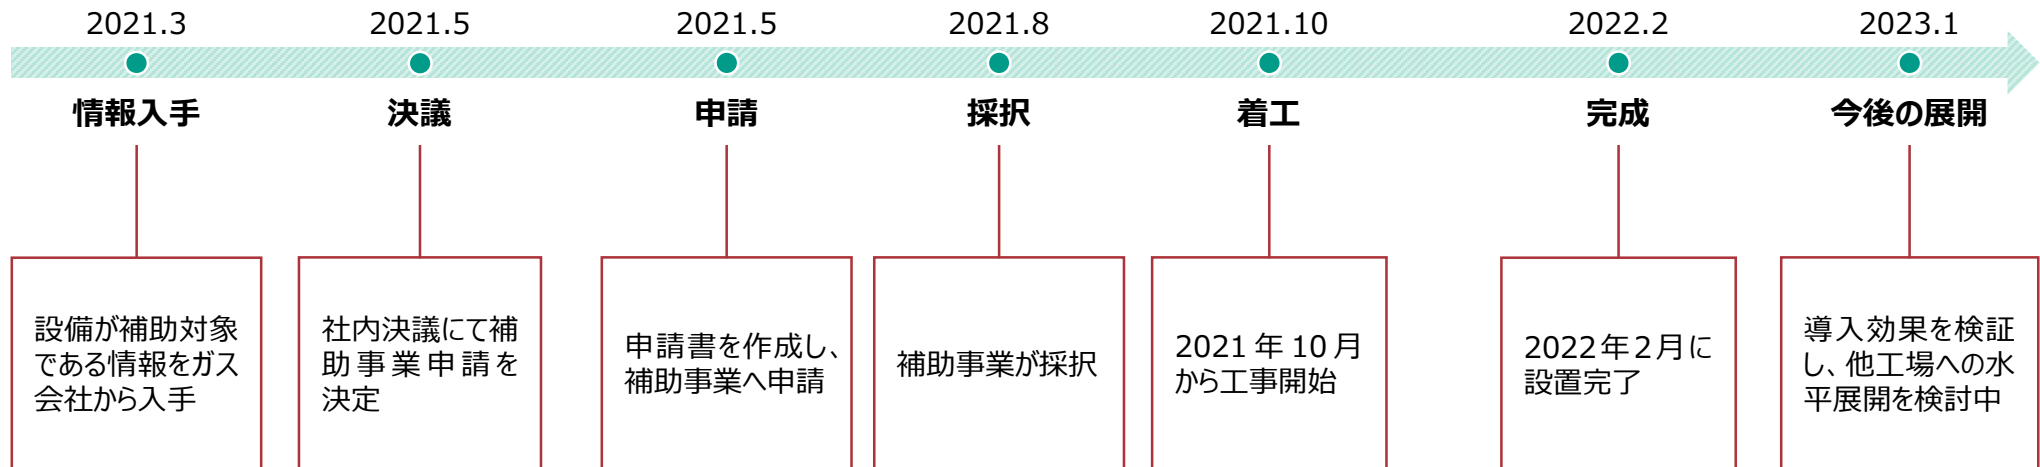 2021.3
2021.5
2021.5
2021.8
2021.10
2022.2
2023.1
情報入手
決議
申請
採択
着工
完成
今後の展開
設備が補助対象
である情報をガス
会社から入手
社内決議にて補
助事業申請を
決定
申請書を作成し、
補助事業へ申請
補助事業が採択
2021年10月
から工事開始
2022年2月に
設置完了
導入効果を検証
し、他工場への水
平展開を検討中